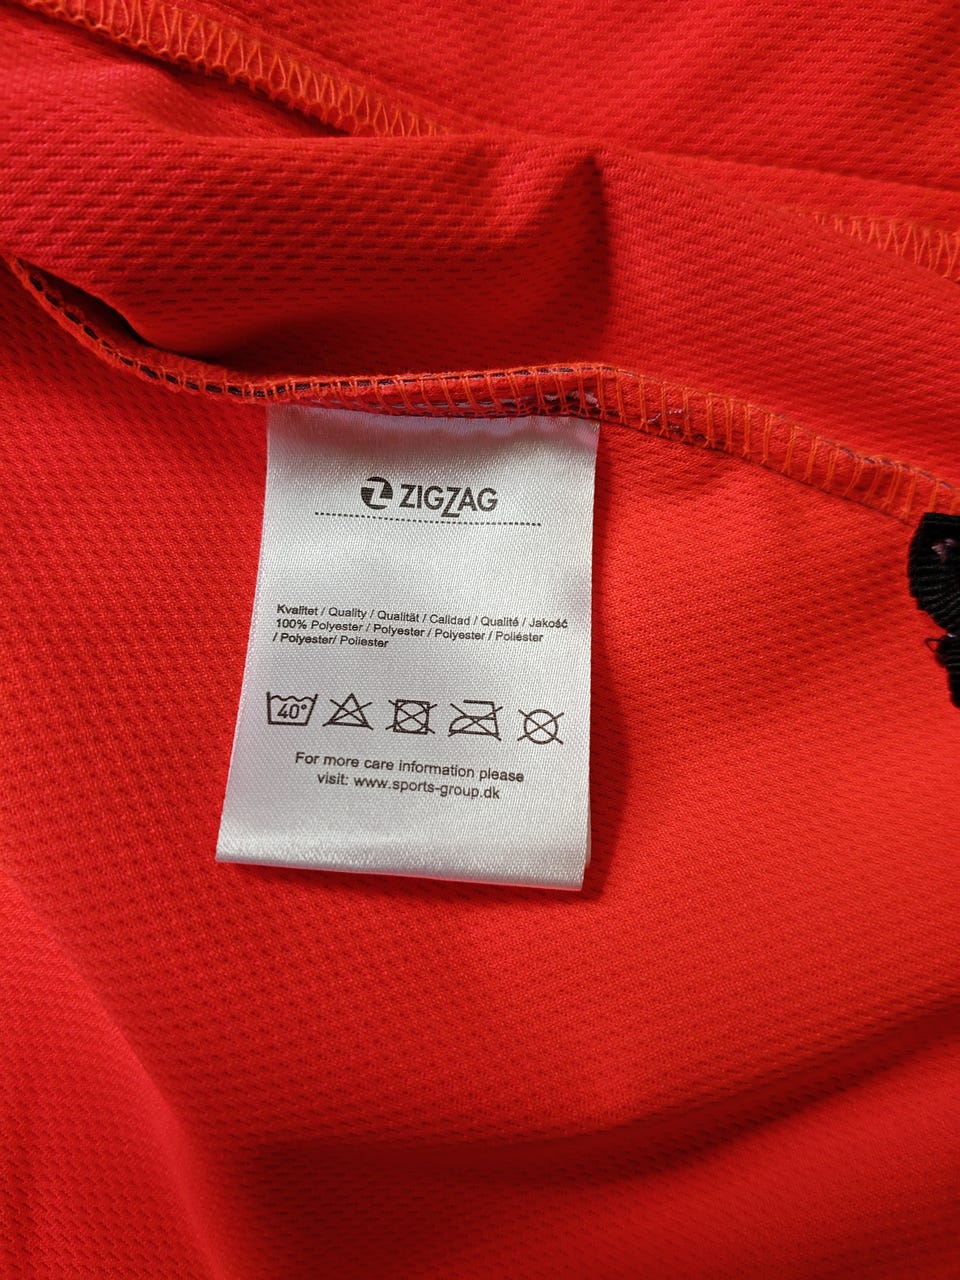 ZIGZAG
Kvalitet / Quality / Qualität / Calidad / Qualité / Jakość
100% Polyester / Polyester / Polyester / Poliéster
/ Polyester/ Poliester
40°
For more care information please
visit: www.sports-group.dk